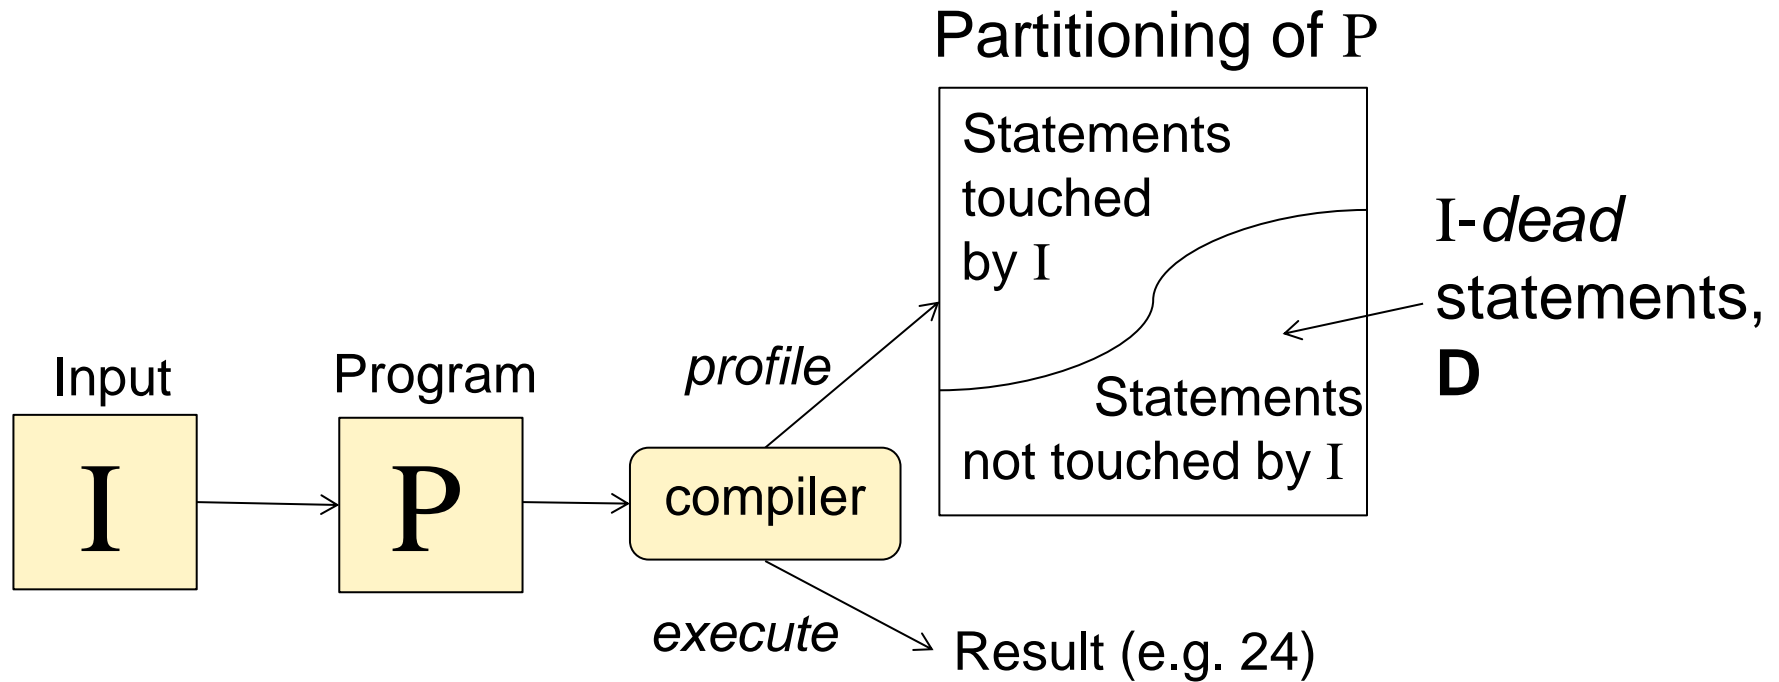 Partitioning of P
Statements
touched
by I
I-dead
statements,
D
Statements
not touched by I
Input
Program
profile
I
P
compiler
execute
Result (e.g. 24)